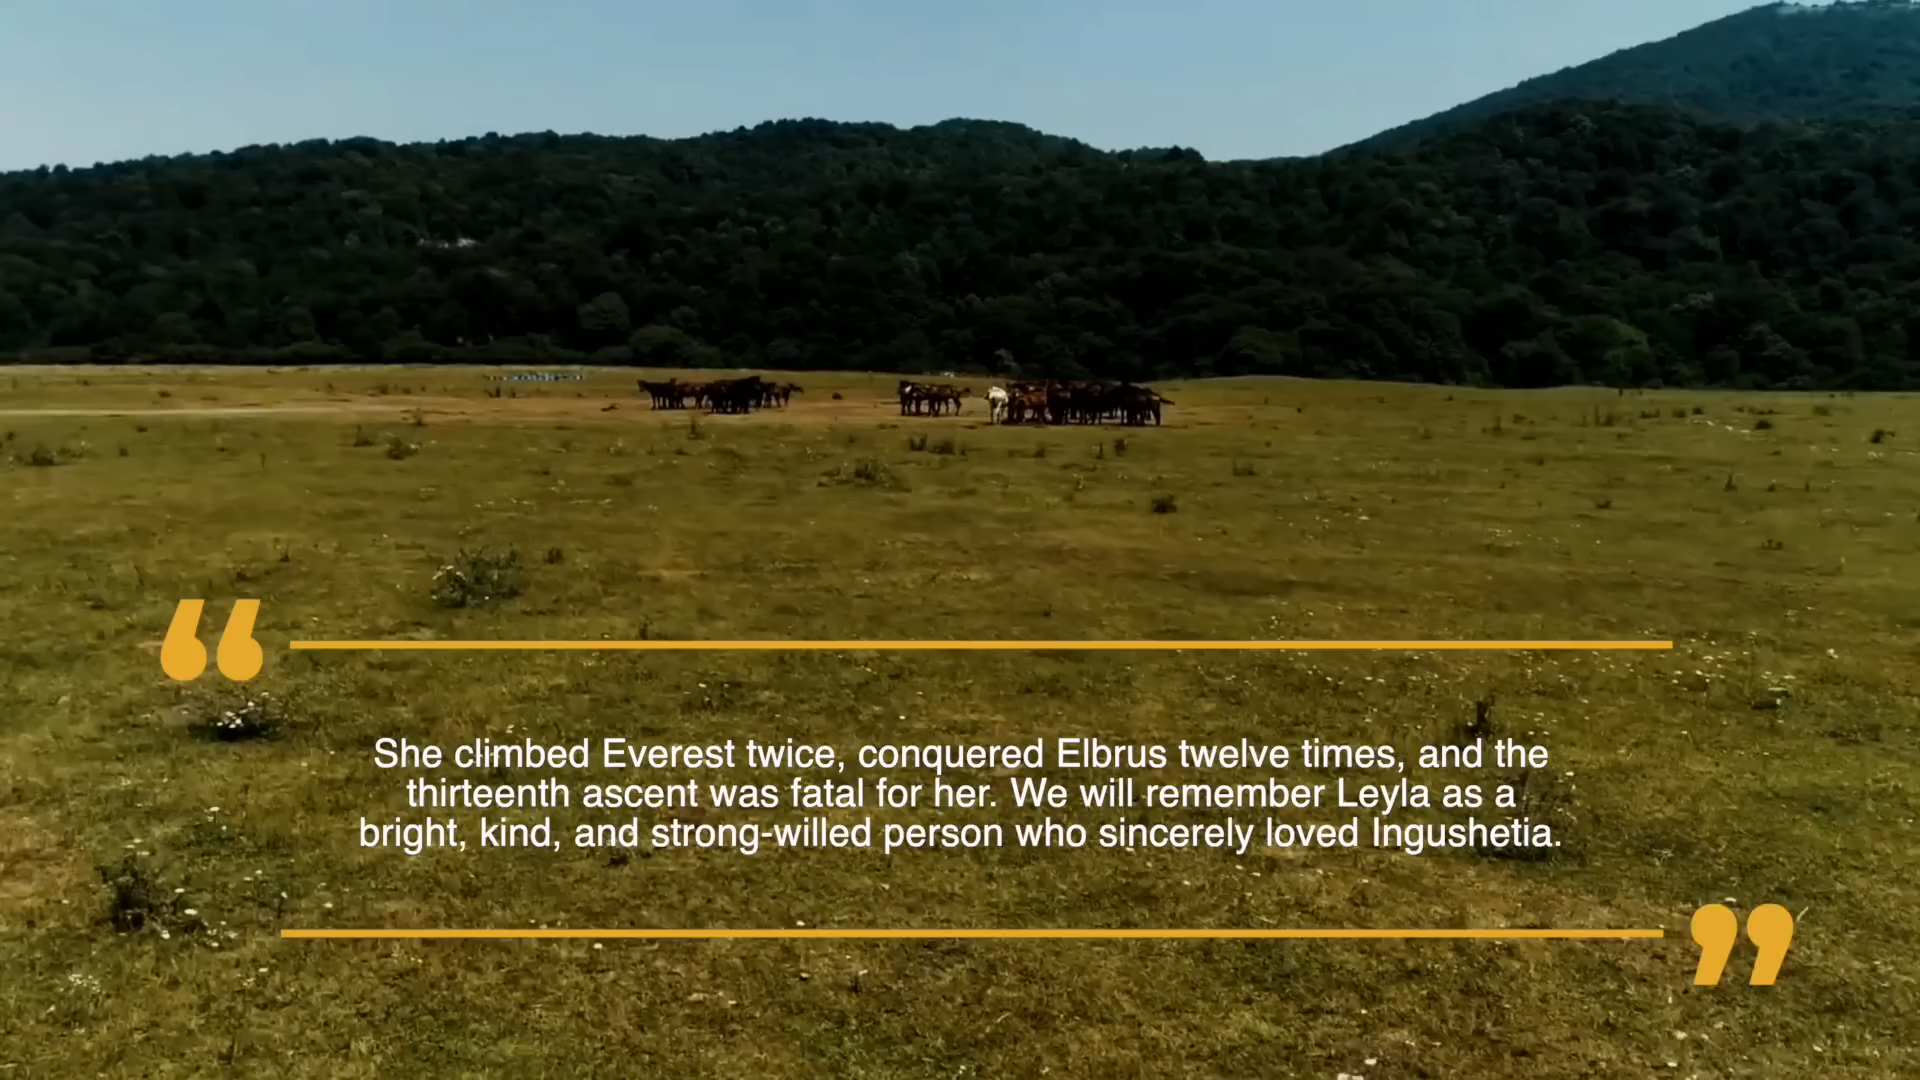 She climbed Everest twice, conquered Elbrus twelve times, and the
thirteenth ascent was fatal for her. We will remember Leyla as a
bright, kind, and strong-willed person who sincerely loved Ingushetia.